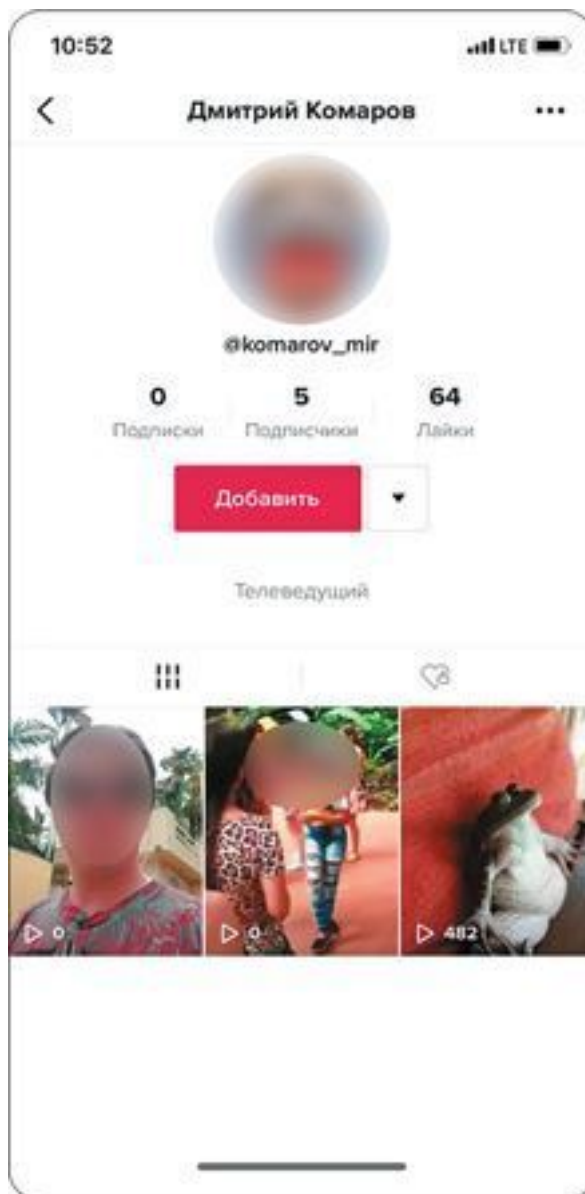 10:52
LTE
Дмитрий Комаров
@komarov_mir
0 5 64
Подписки Подписчики Лайки
Добавить
Телеведущий
0 0 482